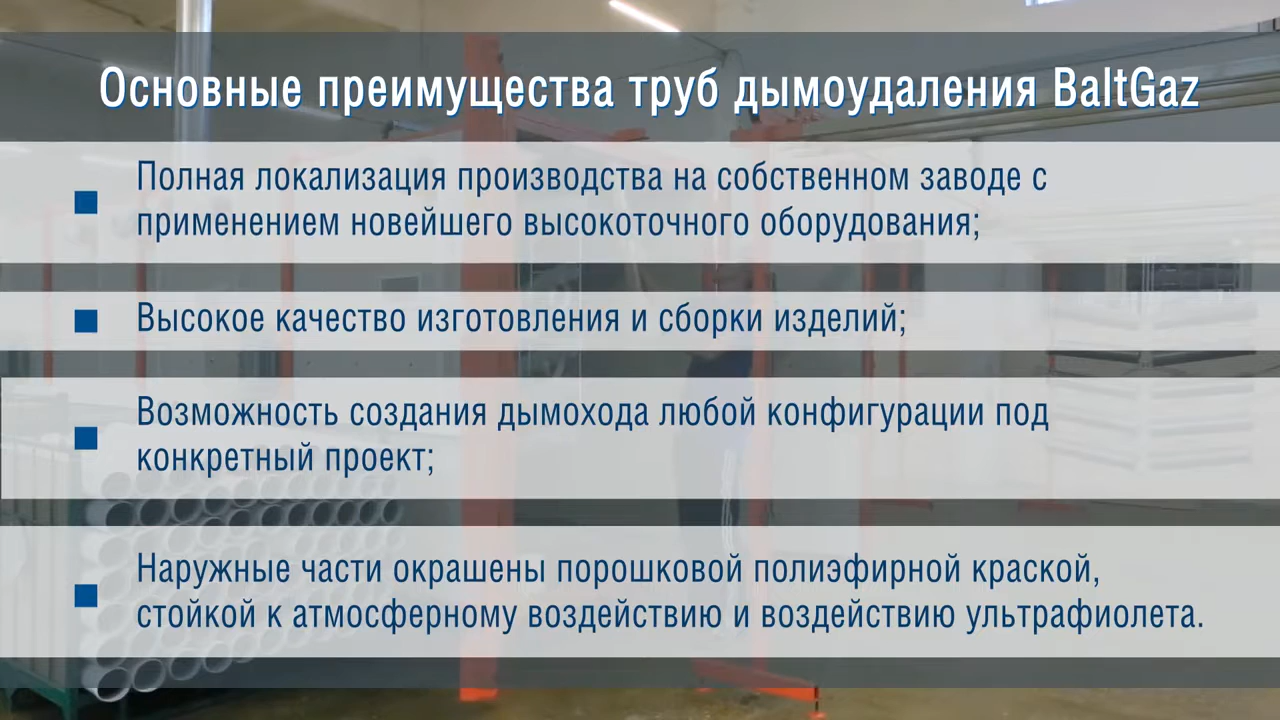 Основные преимущества труб дымоудаления BaltGaz
Полная локализация производства на собственном заводе с
применением новейшего высокоточного оборудования;
Высокое качество изготовления и сборки изделий;
Возможность создания дымохода любой конфигурации под
конкретный проект;
Наружные части окрашены порошковой полиэфирной краской,
стойкой к атмосферному воздействию и воздействию ультрафиолета.